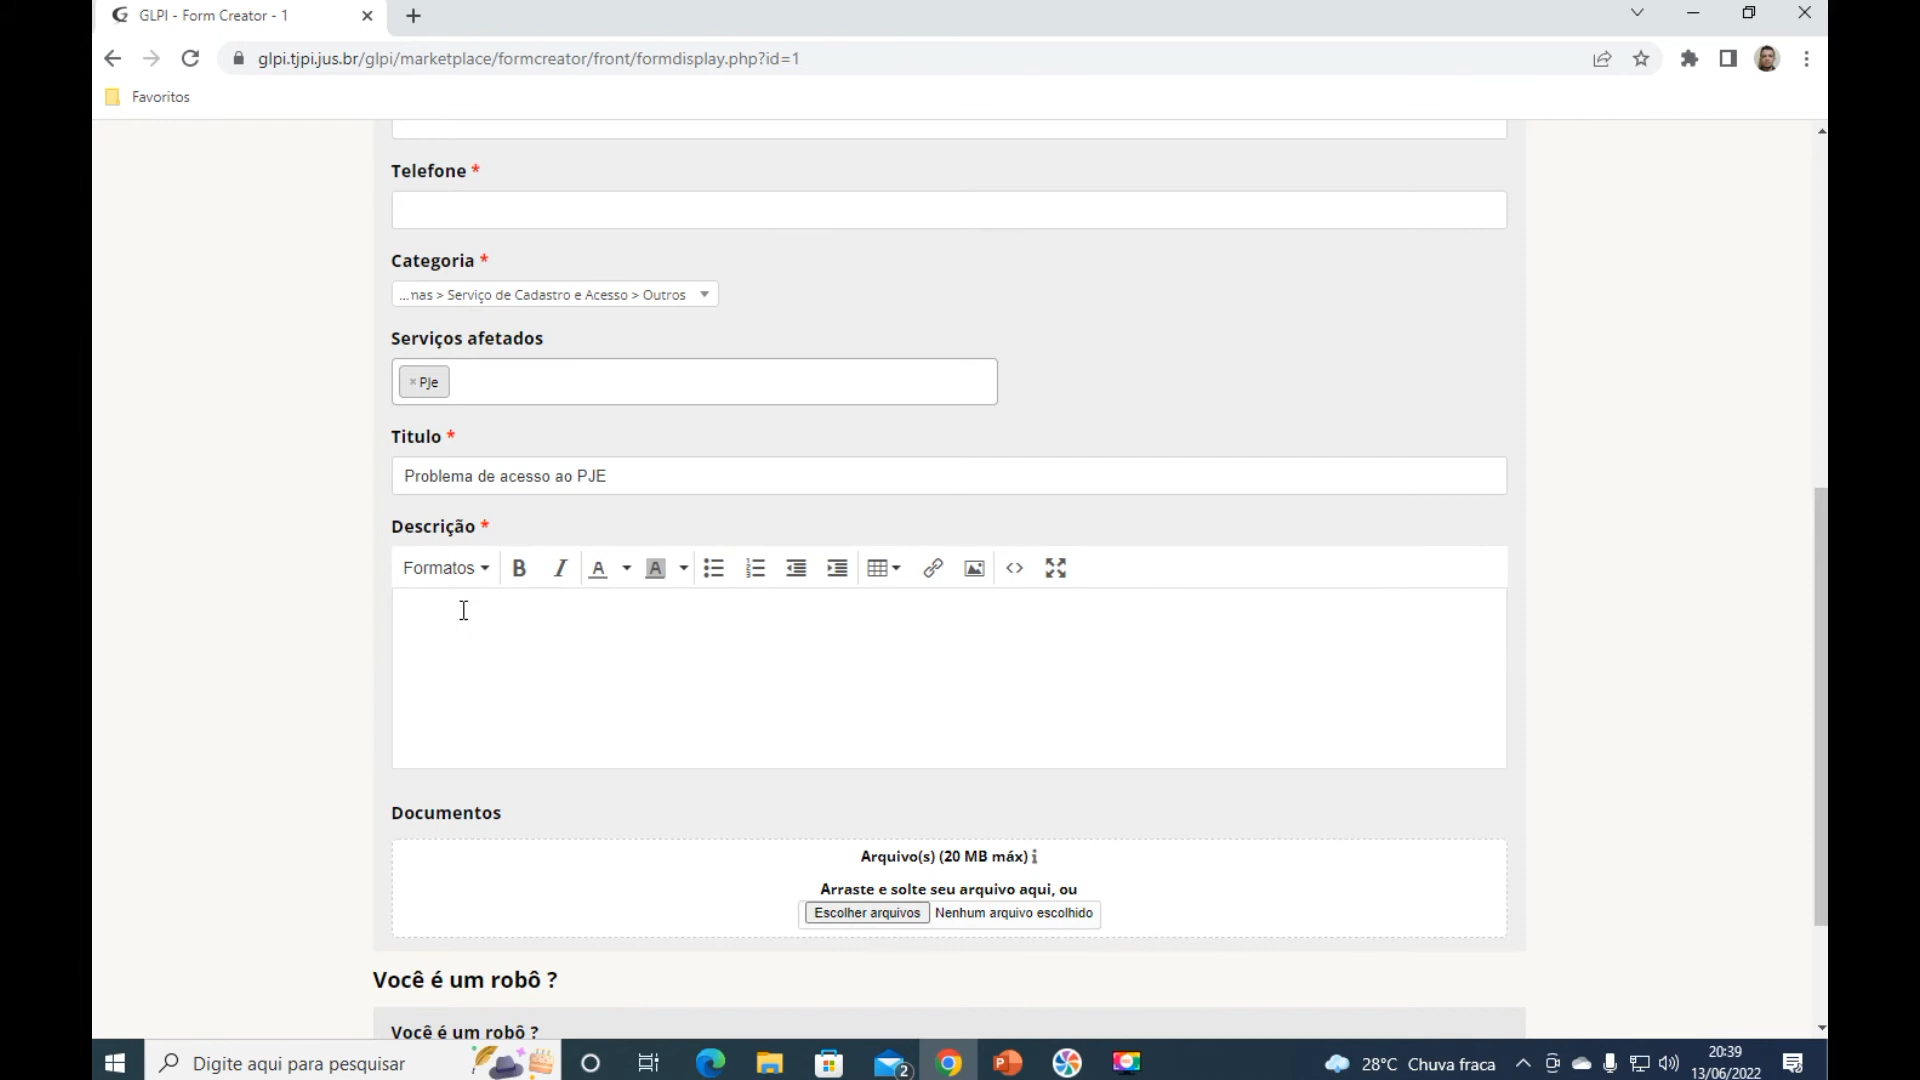 GLPI - Form Creator - 1
glpi.tjpi.jus.br/glpi/marketplace/formcreator/front/formdisplay.php?id=1
Favoritos
Telefone *
Categoria *
...nas > Serviço de Cadastro e Acesso > Outros
Serviços afetados
× PJe
Titulo *
Problema de acesso ao PJE
Descrição *
Formatos B I A A
Documentos
Arquivo(s) (20 MB máx) i
Arraste e solte seu arquivo aqui, ou
Escolher arquivos Nenhum arquivo escolhido
Você é um robô ?
Você é um robô ?
Digite aqui para pesquisar
2
28°C Chuva fraca
20:39
13/06/2022